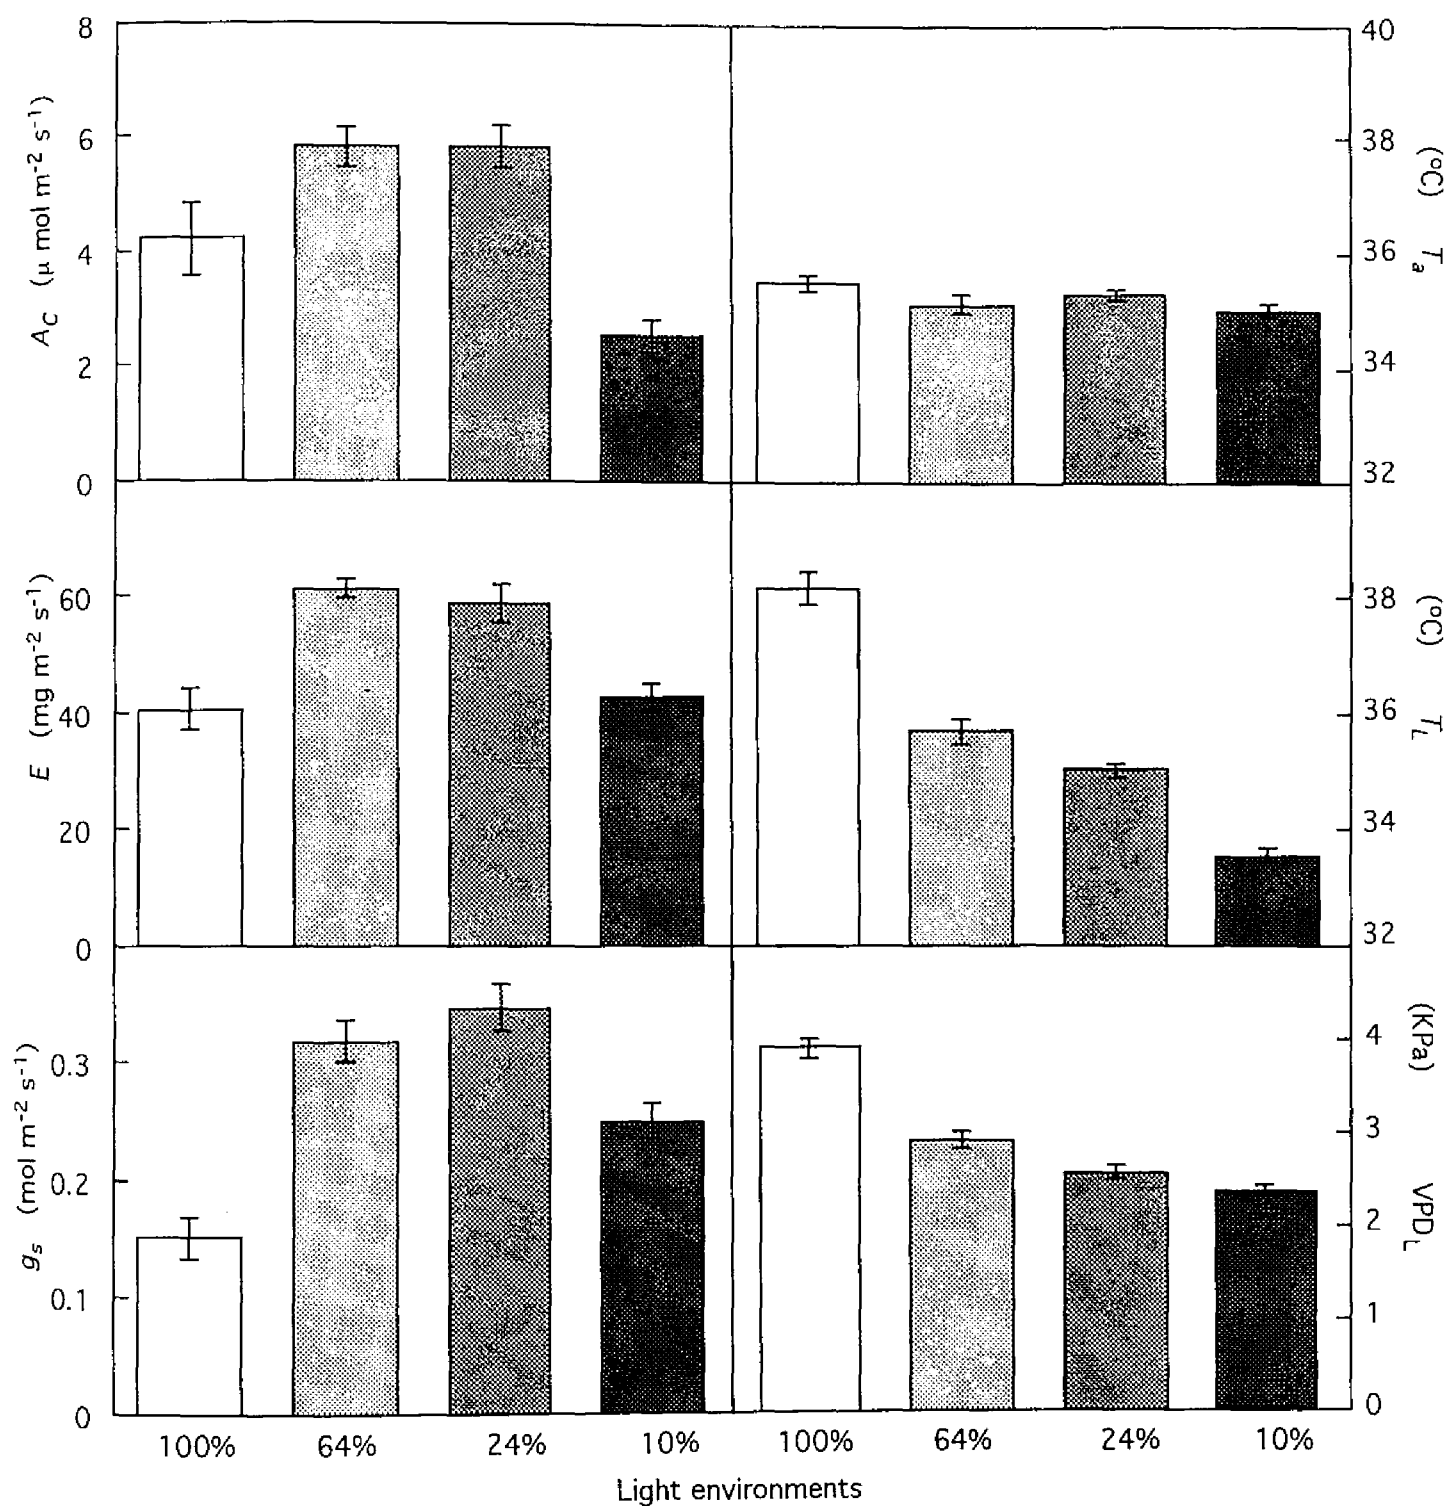 8
6
4
2
0
A_C (μ mol m⁻² s⁻¹)
40
38
36
34
32
(°C)
T_a
60
40
20
0
E (mg m⁻² s⁻¹)
38
36
34
32
(°C)
T_L
0.3
0.2
0.1
0
g_s (mol m⁻² s⁻¹)
4
3
2
1
0
(KPa)
VPD_L
100% 64% 24% 10% 100% 64% 24% 10%
Light environments